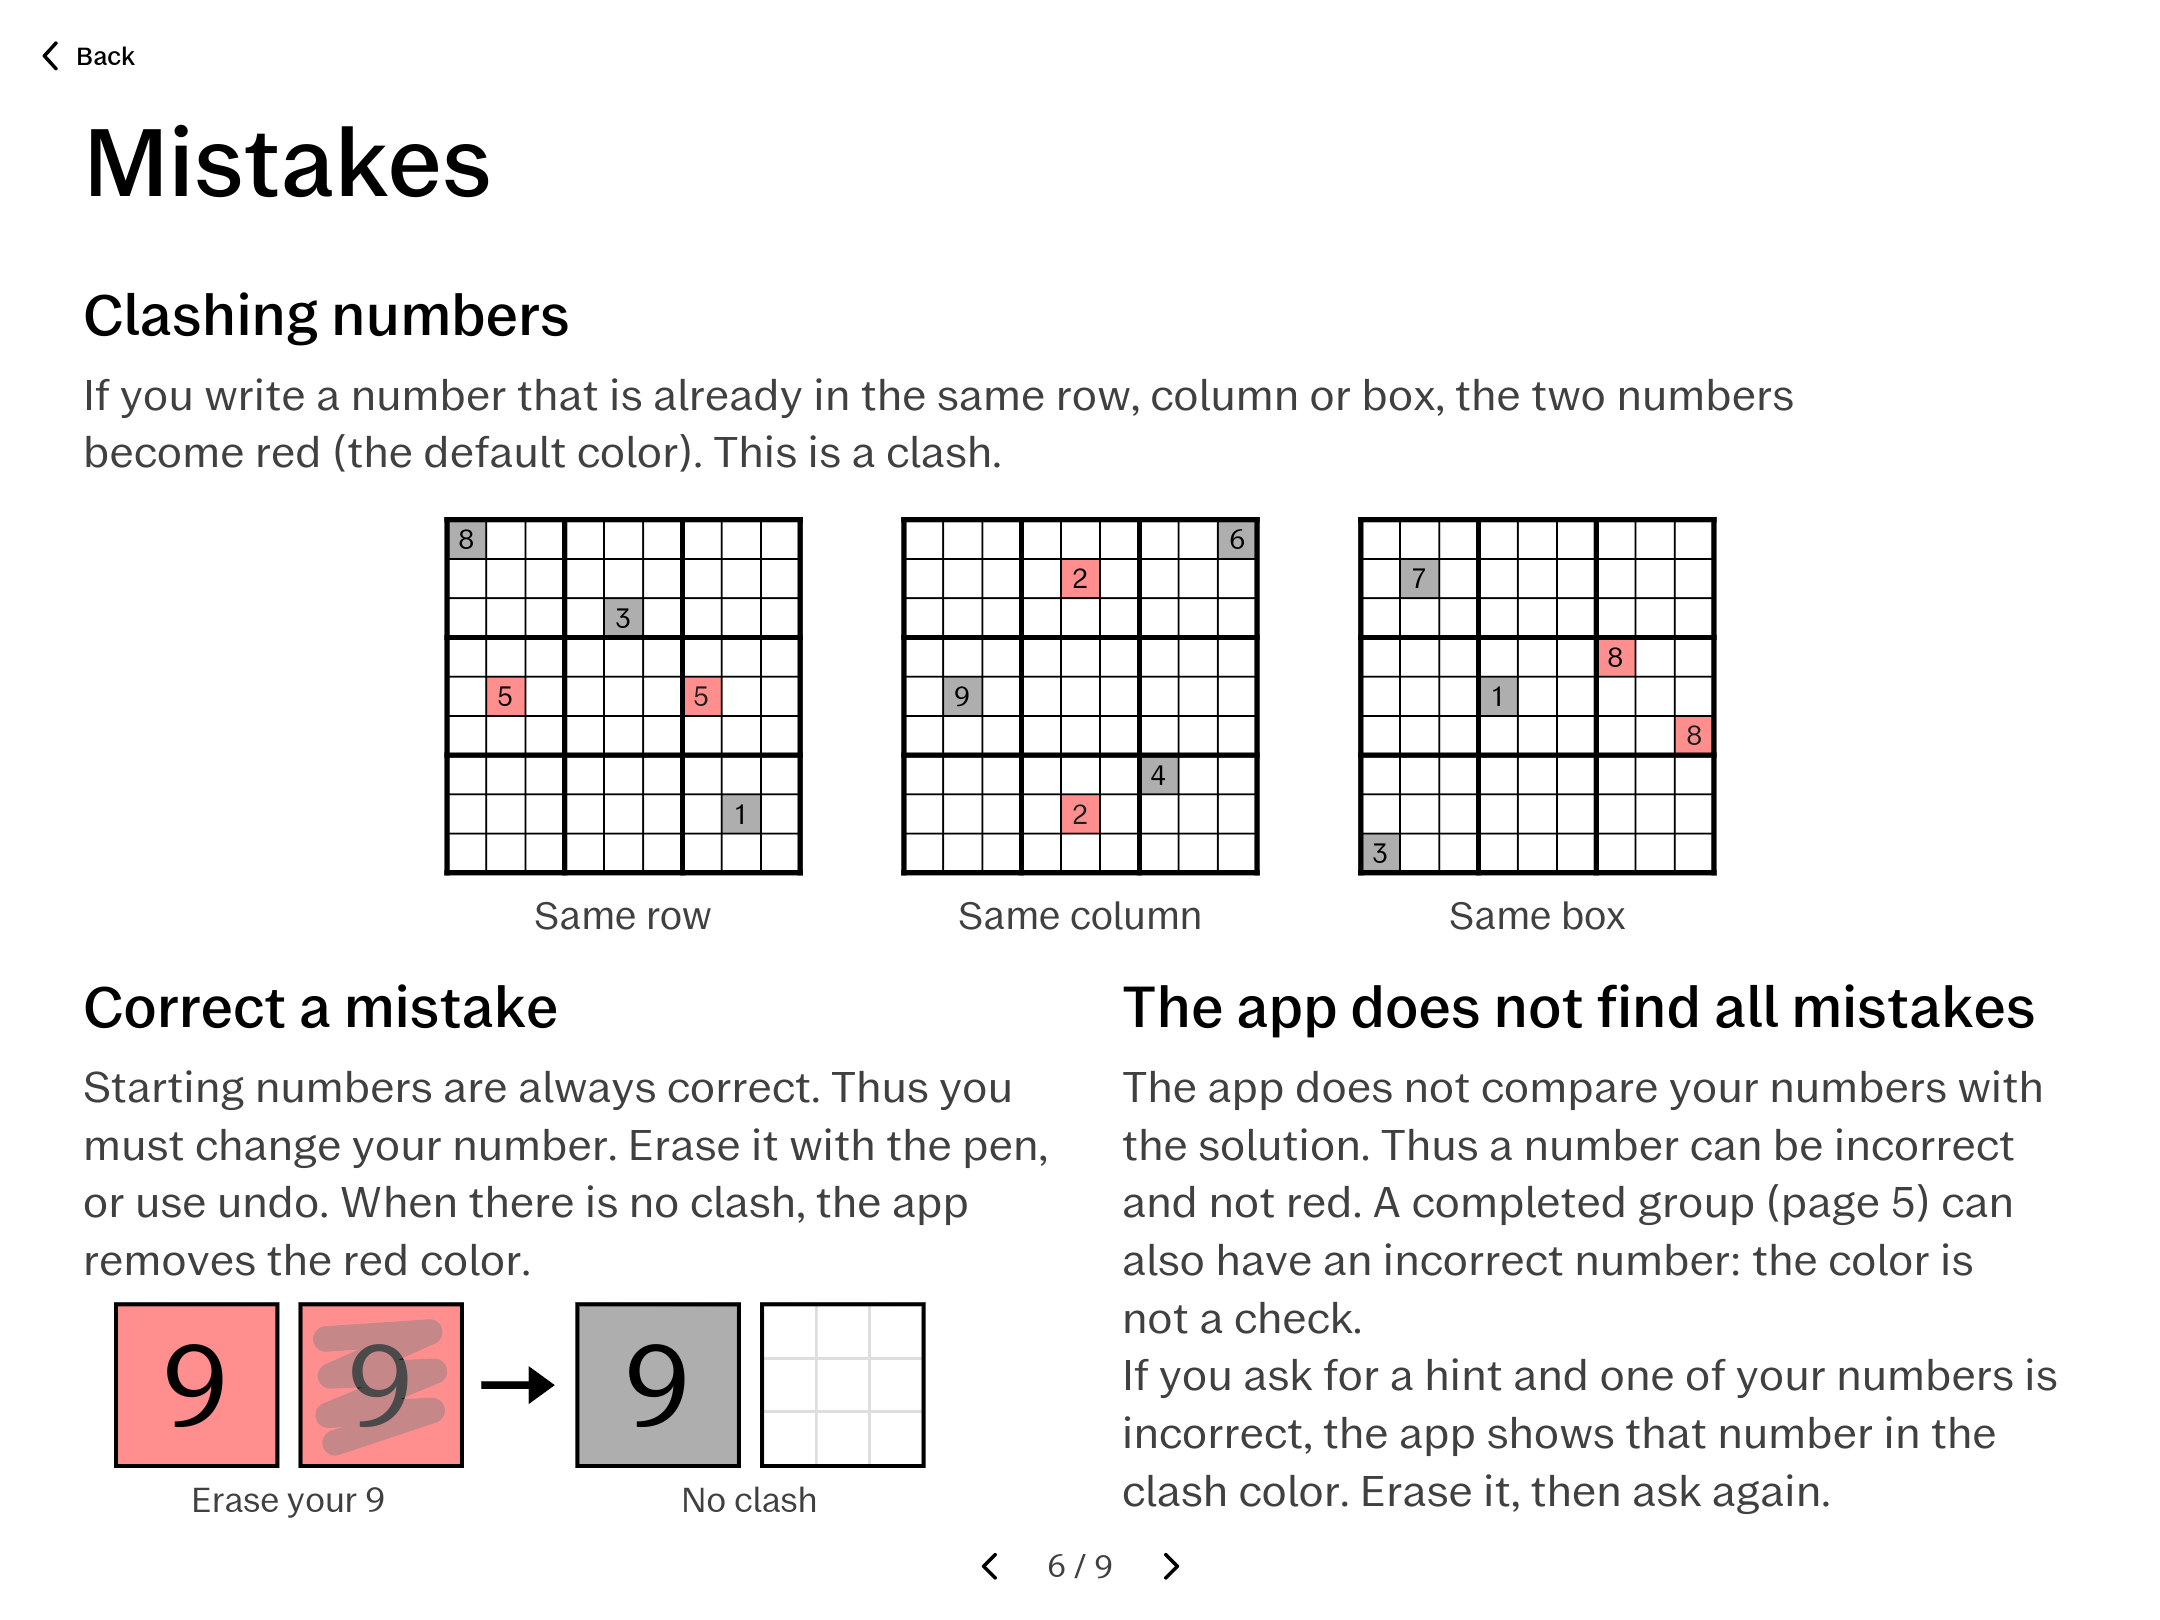 Back
Mistakes
Clashing numbers
If you write a number that is already in the same row, column or box, the two numbers
become red (the default color). This is a clash.
8
3
5 5
1
Same row
6
2
9
4
2
Same column
7
8
1
8
3
Same box
Correct a mistake
Starting numbers are always correct. Thus you
must change your number. Erase it with the pen,
or use undo. When there is no clash, the app
removes the red color.
9 9 9
Erase your 9
No clash
The app does not find all mistakes
The app does not compare your numbers with
the solution. Thus a number can be incorrect
and not red. A completed group (page 5) can
also have an incorrect number: the color is
not a check.
If you ask for a hint and one of your numbers is
incorrect, the app shows that number in the
clash color. Erase it, then ask again.
6 / 9